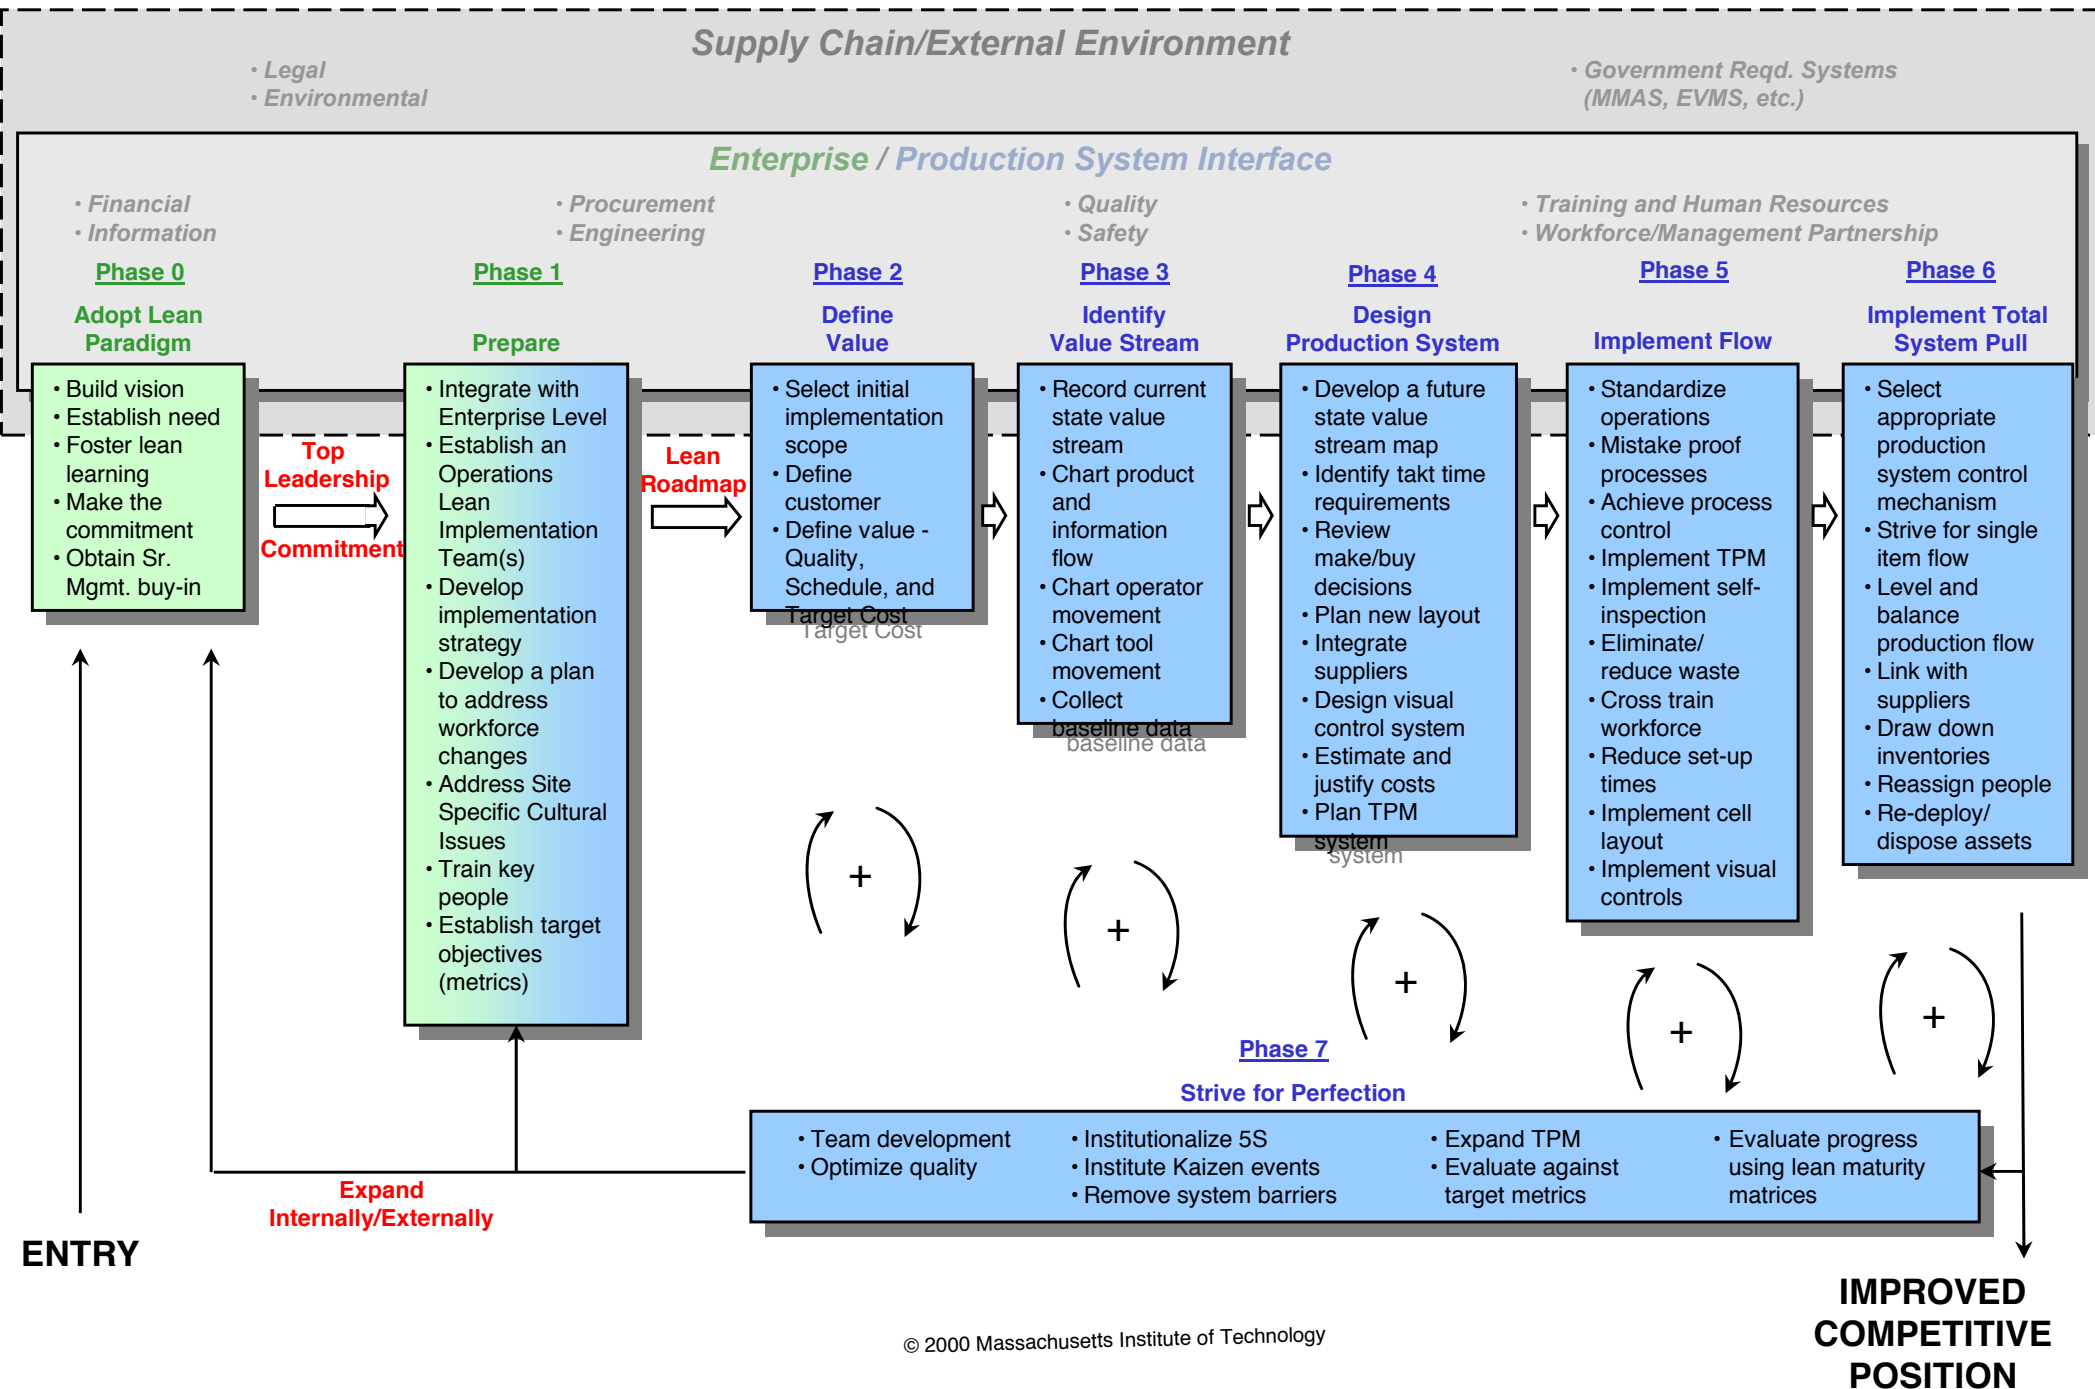 Supply Chain/External Environment
• Legal
• Environmental
• Government Reqd. Systems
(MMAS, EVMS, etc.)
Enterprise / Production System Interface
• Financial
• Information
• Procurement
• Engineering
• Quality
• Safety
• Training and Human Resources
• Workforce/Management Partnership
Phase 0
Adopt Lean
Paradigm
• Build vision
• Establish need
• Foster lean
learning
• Make the
commitment
• Obtain Sr.
Mgmt. buy-in
Top
Leadership
Commitment
Phase 1
Prepare
• Integrate with
Enterprise Level
• Establish an
Operations
Lean
Implementation
Team(s)
• Develop
implementation
strategy
• Develop a plan
to address
workforce
changes
• Address Site
Specific Cultural
Issues
• Train key
people
• Establish target
objectives
(metrics)
Lean
Roadmap
Phase 2
Define
Value
• Select initial
implementation
scope
• Define
customer
• Define value -
Quality,
Schedule, and
Target Cost
Phase 3
Identify
Value Stream
• Record current
state value
stream
• Chart product
and
information
flow
• Chart operator
movement
• Chart tool
movement
• Collect
baseline data
Phase 4
Design
Production System
• Develop a future
state value
stream map
• Identify takt time
requirements
• Review
make/buy
decisions
• Plan new layout
• Integrate
suppliers
• Design visual
control system
• Estimate and
justify costs
• Plan TPM
system
Phase 5
Implement Flow
• Standardize
operations
• Mistake proof
processes
• Achieve process
control
• Implement TPM
• Implement self-
inspection
• Eliminate/
reduce waste
• Cross train
workforce
• Reduce set-up
times
• Implement cell
layout
• Implement visual
controls
Phase 6
Implement Total
System Pull
• Select
appropriate
production
system control
mechanism
• Strive for single
item flow
• Level and
balance
production flow
• Link with
suppliers
• Draw down
inventories
• Reassign people
• Re-deploy/
dispose assets
+
+
+
+
+
Phase 7
Strive for Perfection
• Team development
• Optimize quality
• Institutionalize 5S
• Institute Kaizen events
• Remove system barriers
• Expand TPM
• Evaluate against
target metrics
• Evaluate progress
using lean maturity
matrices
Expand
Internally/Externally
ENTRY
IMPROVED
COMPETITIVE
POSITION
© 2000 Massachusetts Institute of Technology